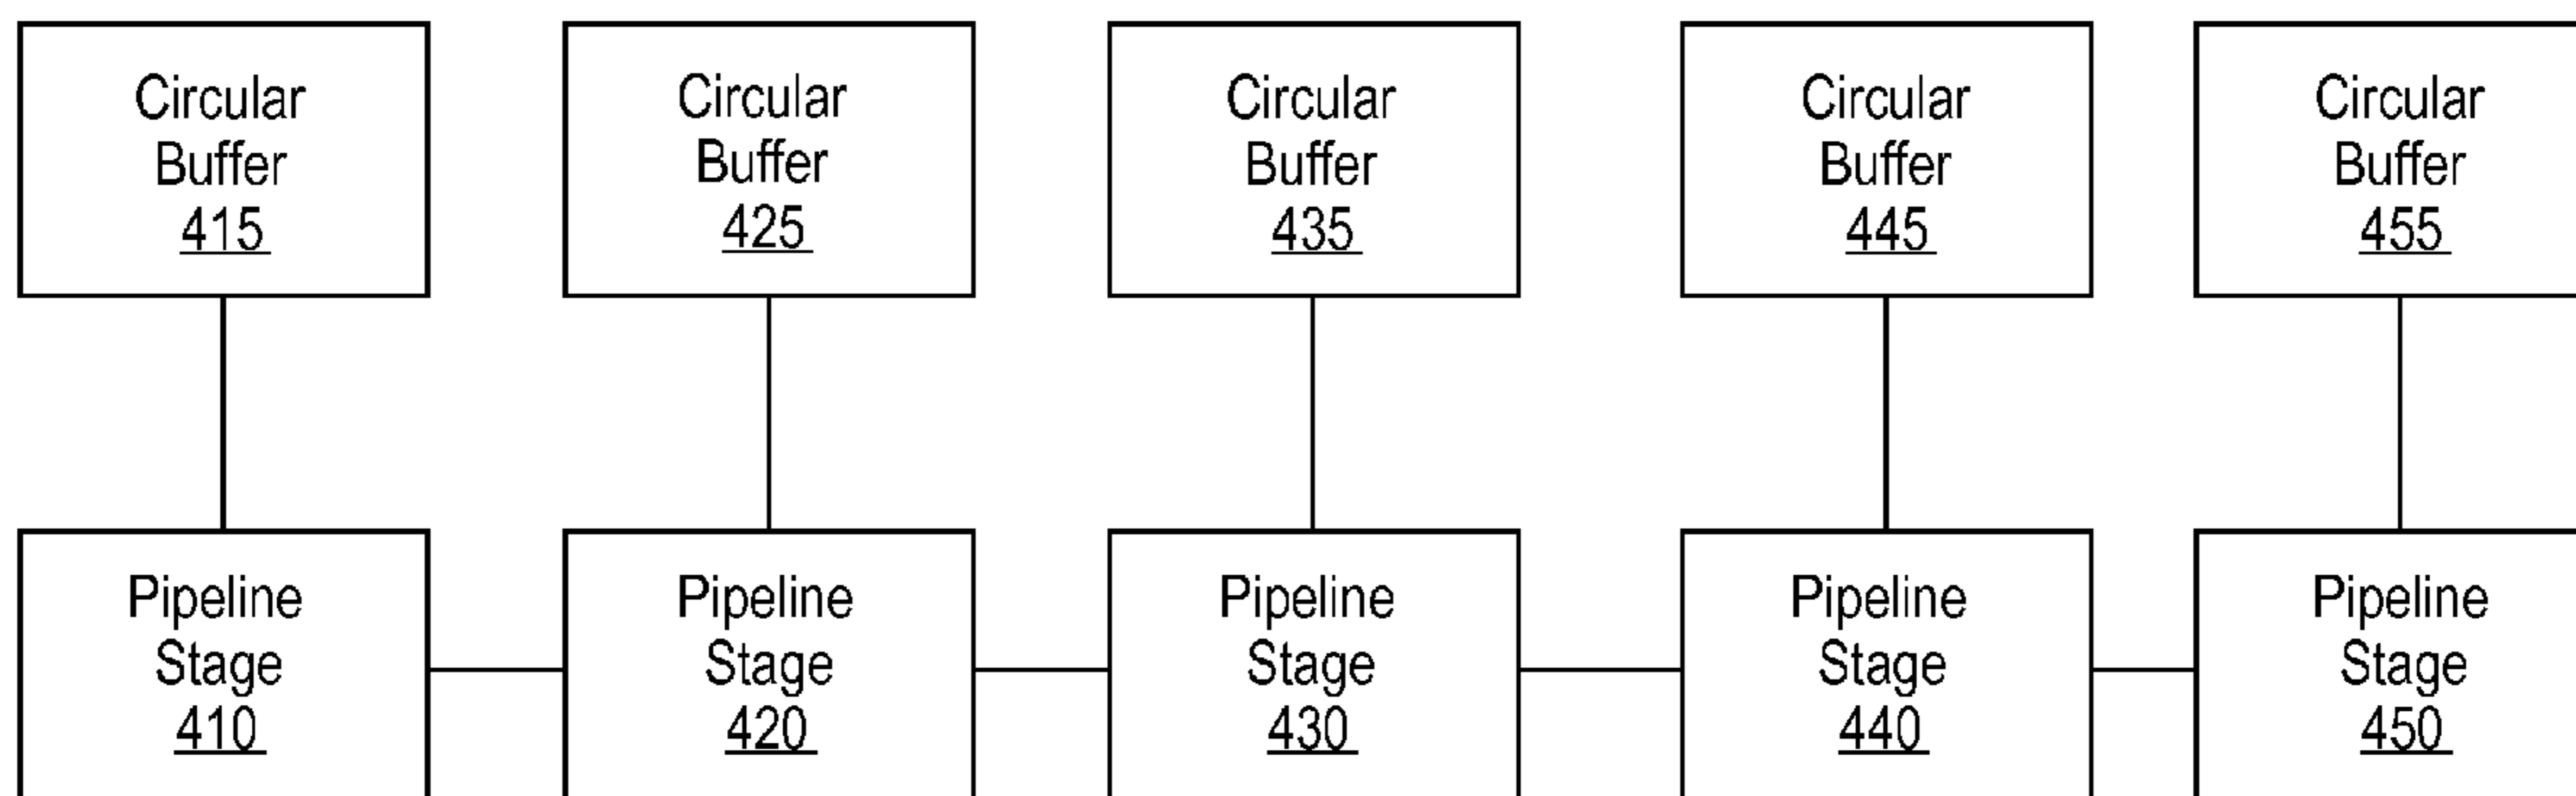 Circular
Buffer
415
Circular
Buffer
425
Circular
Buffer
435
Circular
Buffer
445
Circular
Buffer
455
Pipeline
Stage
410
Pipeline
Stage
420
Pipeline
Stage
430
Pipeline
Stage
440
Pipeline
Stage
450